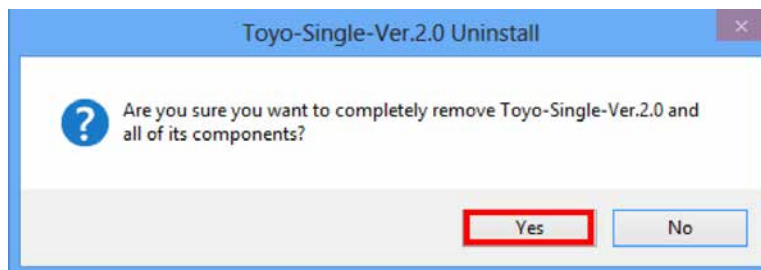 Toyo-Single-Ver.2.0 Uninstall
Are you sure you want to completely remove Toyo-Single-Ver.2.0 and
all of its components?
Yes
No